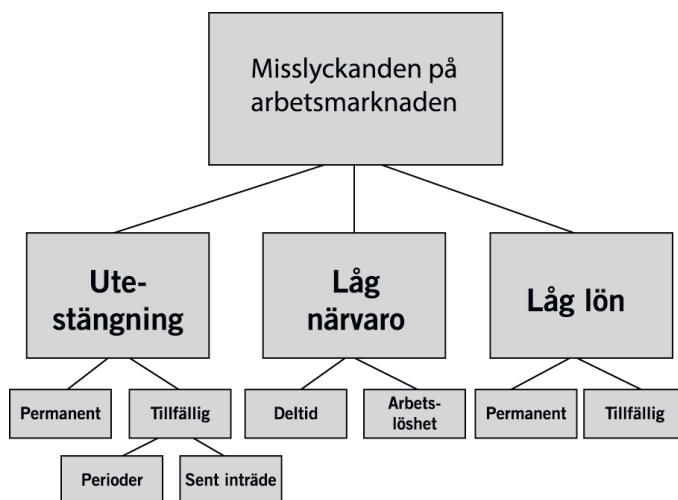 Misslyckanden på
arbetsmarknaden
Ute-
stängning
Låg
närvaro
Låg lön
Permanent
Tillfällig
Deltid
Arbets-
löshet
Permanent
Tillfällig
Perioder
Sent inträde